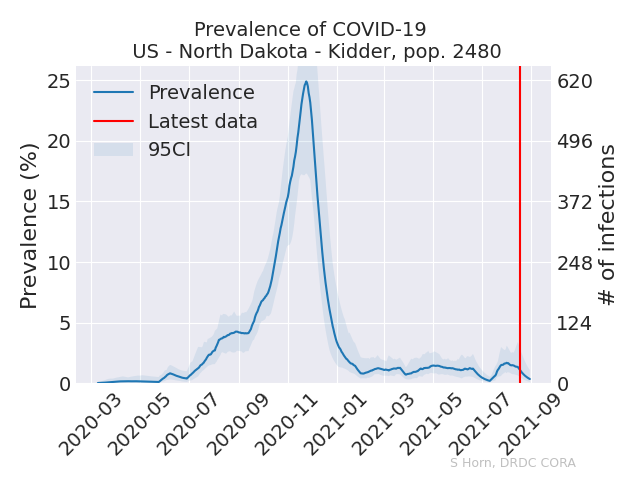 Prevalence of COVID-19
US - North Dakota - Kidder, pop. 2480
Prevalence
Latest data
95CI
Prevalence (%)
25
20
15
10
5
0
620
496
372
248
124
0
# of infections
2020-03
2020-05
2020-07
2020-09
2020-11
2021-01
2021-03
2021-05
2021-07
2021-09
S Horn, DRDC CORA